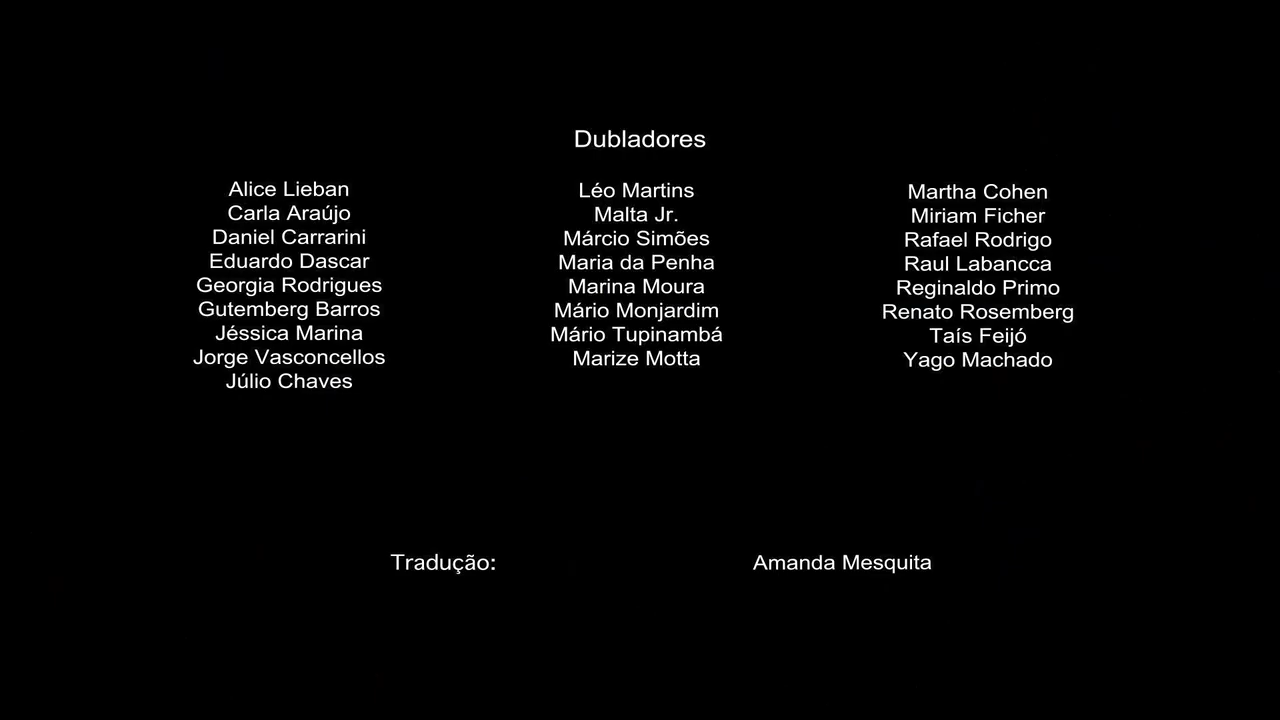 Dubladores
Alice Lieban
Carla Araújo
Daniel Carrarini
Eduardo Dascar
Georgia Rodrigues
Gutemberg Barros
Jéssica Marina
Jorge Vasconcellos
Júlio Chaves
Léo Martins
Malta Jr.
Márcio Simões
Maria da Penha
Marina Moura
Mário Monjardim
Mário Tupinambá
Marize Motta
Martha Cohen
Miriam Ficher
Rafael Rodrigo
Raul Labancca
Reginaldo Primo
Renato Rosemberg
Taís Feijó
Yago Machado
Tradução: Amanda Mesquita